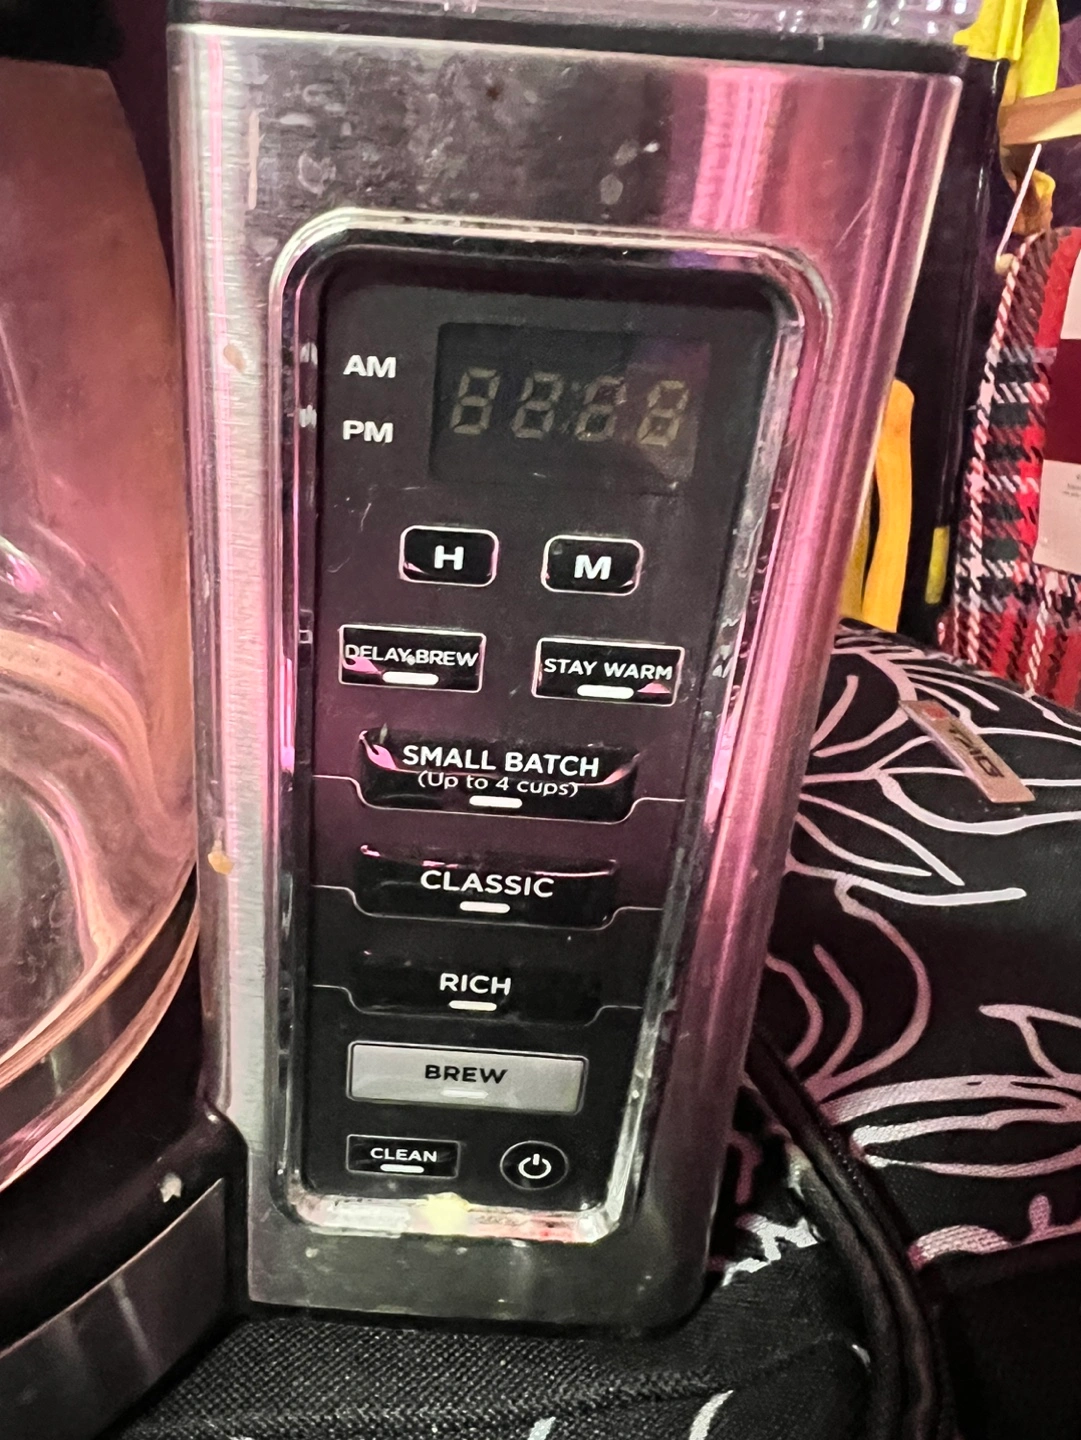 AM
PM
H
M
DELAY BREW
STAY WARM
SMALL BATCH
(Up to 4 cups)
CLASSIC
RICH
BREW
CLEAN